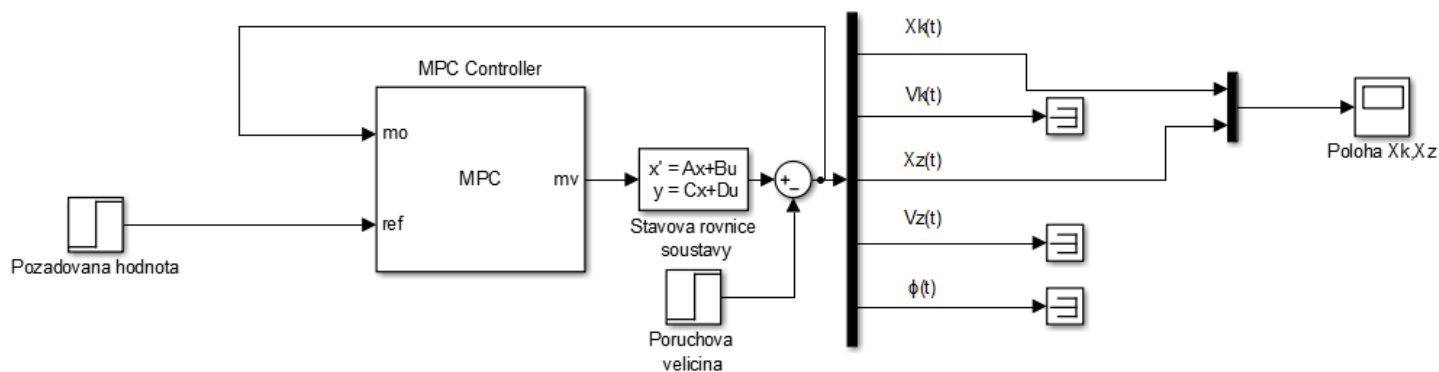 MPC Controller
mo
MPC
mv
ref
Pozadovana hodnota
x' = Ax+Bu
y = Cx+Du
Stavova rovnice
soustavy
+
−
Poruchova
velicina
Xk(t)
Vk(t)
Xz(t)
Vz(t)
ϕ(t)
Poloha Xk,Xz